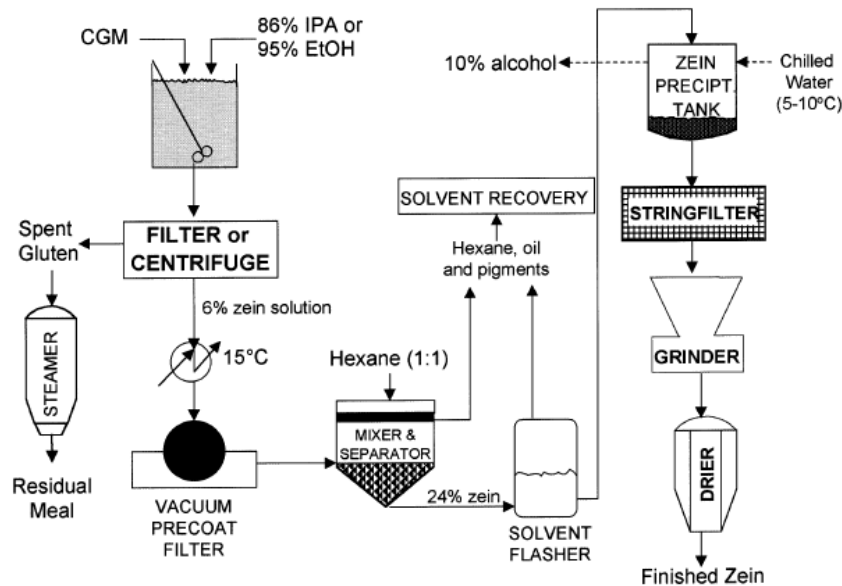 CGM
86% IPA or
95% EtOH
10% alcohol
ZEIN
PRECIPT.
TANK
Chilled
Water
(5-10ºC)
SOLVENT RECOVERY
STRINGFILTER
Spent
Gluten
FILTER or
CENTRIFUGE
Hexane, oil
and pigments
6% zein solution
15°C
Hexane (1:1)
GRINDER
STEAMER
MIXER &
SEPARATOR
24% zein
DRIER
Residual
Meal
VACUUM
PRECOAT
FILTER
SOLVENT
FLASHER
Finished Zein